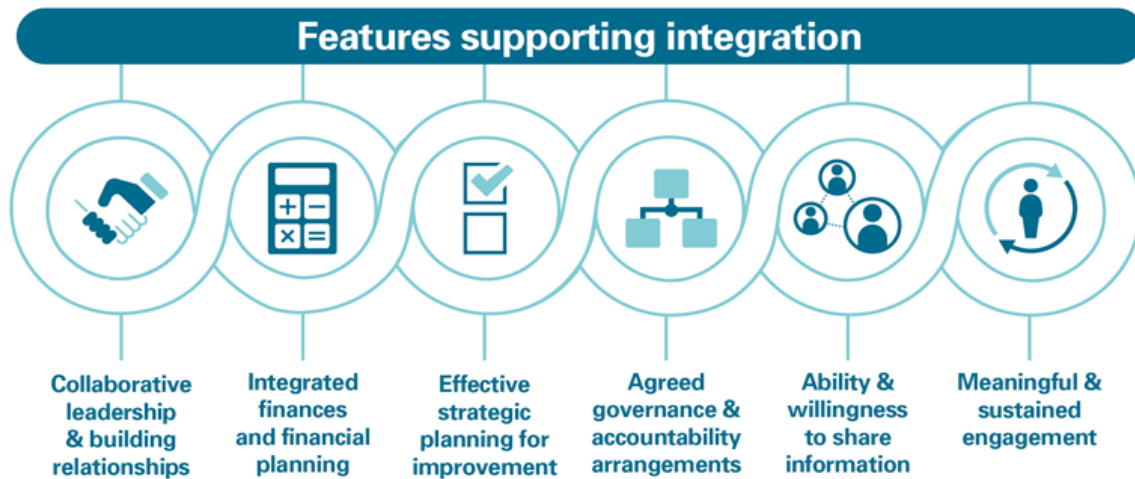 Features supporting integration
Collaborative
leadership
& building
relationships
Integrated
finances
and financial
planning
Effective
strategic
planning for
improvement
Agreed
governance &
accountability
arrangements
Ability &
willingness
to share
information
Meaningful &
sustained
engagement